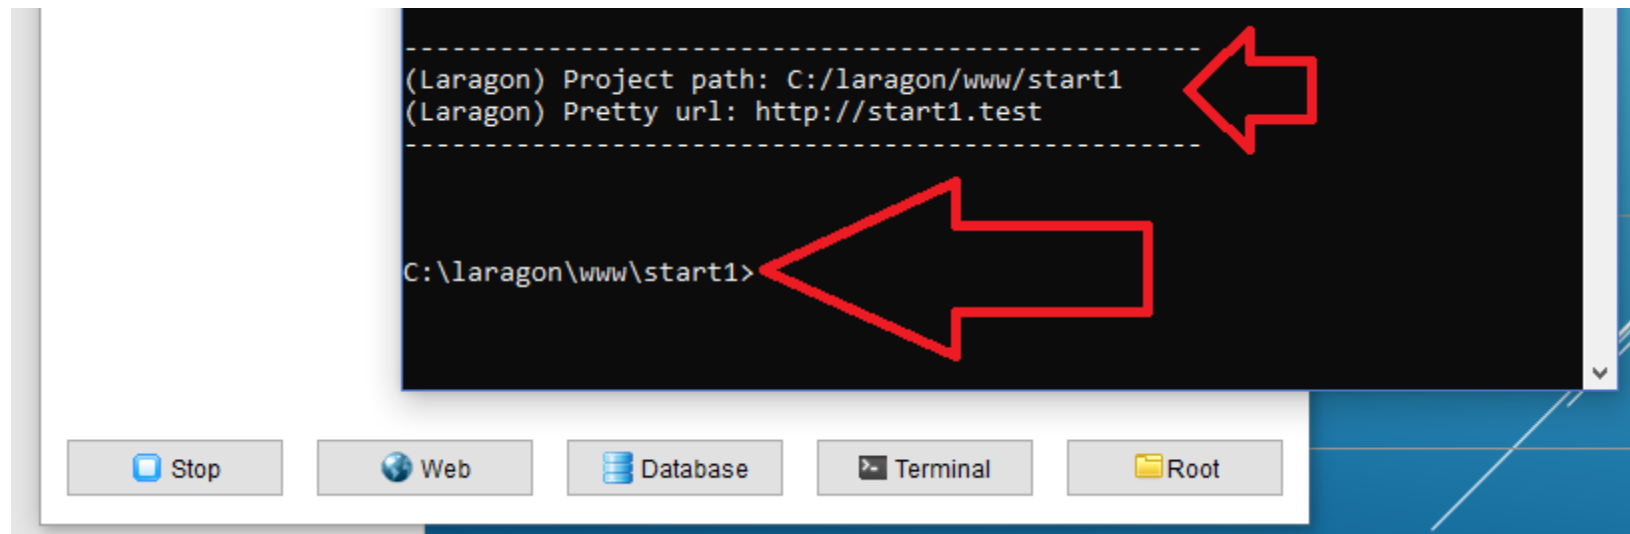 --------------------------------------------------
(Laragon) Project path: C:/laragon/www/start1
(Laragon) Pretty url: http://start1.test
--------------------------------------------------
C:\laragon\www\start1>
Stop Web Database Terminal Root